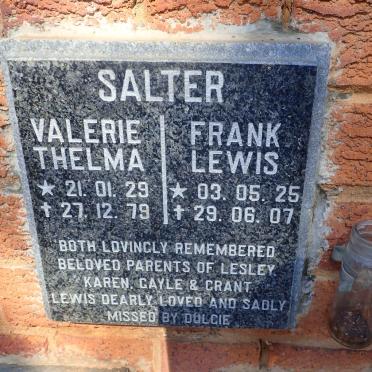 SALTER
VALERIE THELMA
★ 21. 01. 29
✝ 27. 12. 79
FRANK LEWIS
★ 03. 05. 25
✝ 29. 06. 07
BOTH LOVINGLY REMEMBERED
BELOVED PARENTS OF LESLEY
KAREN, GAYLE & GRANT
LEWIS DEARLY LOVED AND SADLY
MISSED BY DULCIE